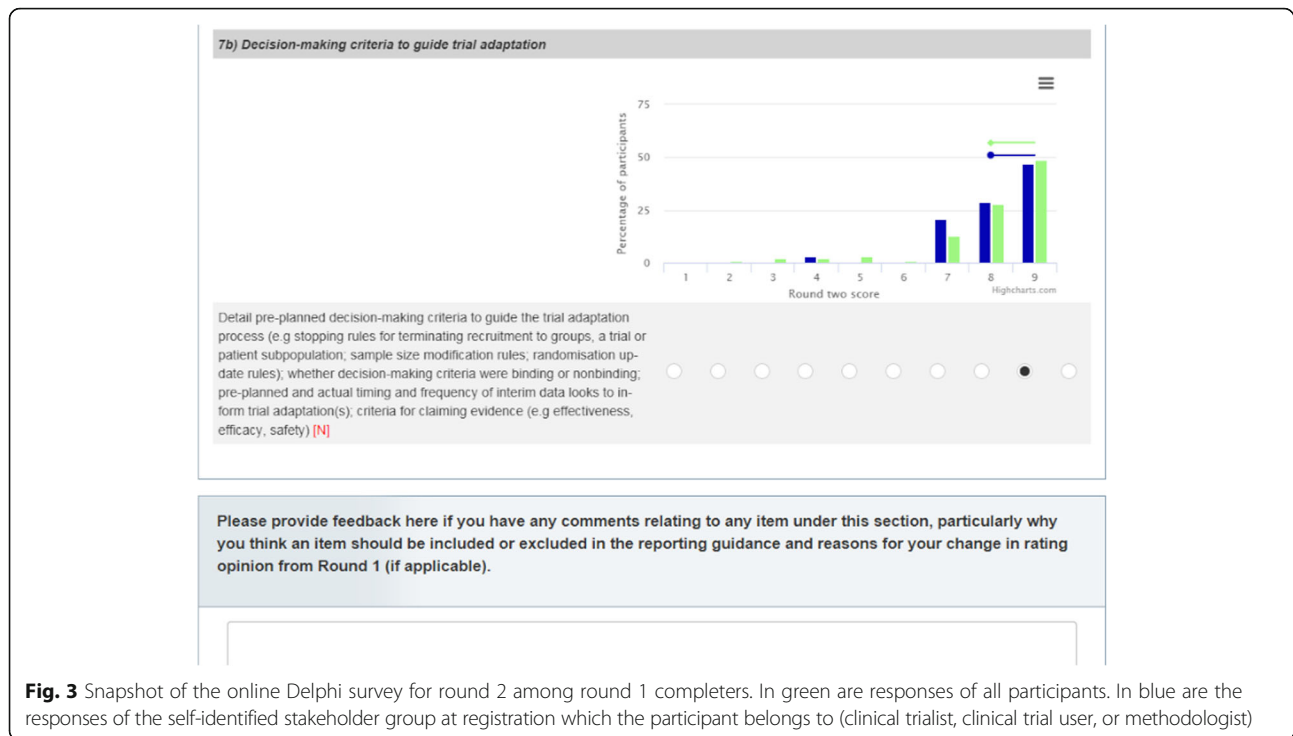 7b) Decision-making criteria to guide trial adaptation
Percentage of participants
75
50
25
0
1 2 3 4 5 6 7 8 9
Round two score
Highcharts.com
Detail pre-planned decision-making criteria to guide the trial adaptation
process (e.g stopping rules for terminating recruitment to groups, a trial or
patient subpopulation; sample size modification rules; randomisation up-
date rules); whether decision-making criteria were binding or nonbinding;
pre-planned and actual timing and frequency of interim data looks to in-
form trial adaptation(s); criteria for claiming evidence (e.g effectiveness,
efficacy, safety) [N]
Please provide feedback here if you have any comments relating to any item under this section, particularly why
you think an item should be included or excluded in the reporting guidance and reasons for your change in rating
opinion from Round 1 (if applicable).
Fig. 3 Snapshot of the online Delphi survey for round 2 among round 1 completers. In green are responses of all participants. In blue are the
responses of the self-identified stakeholder group at registration which the participant belongs to (clinical trialist, clinical trial user, or methodologist)